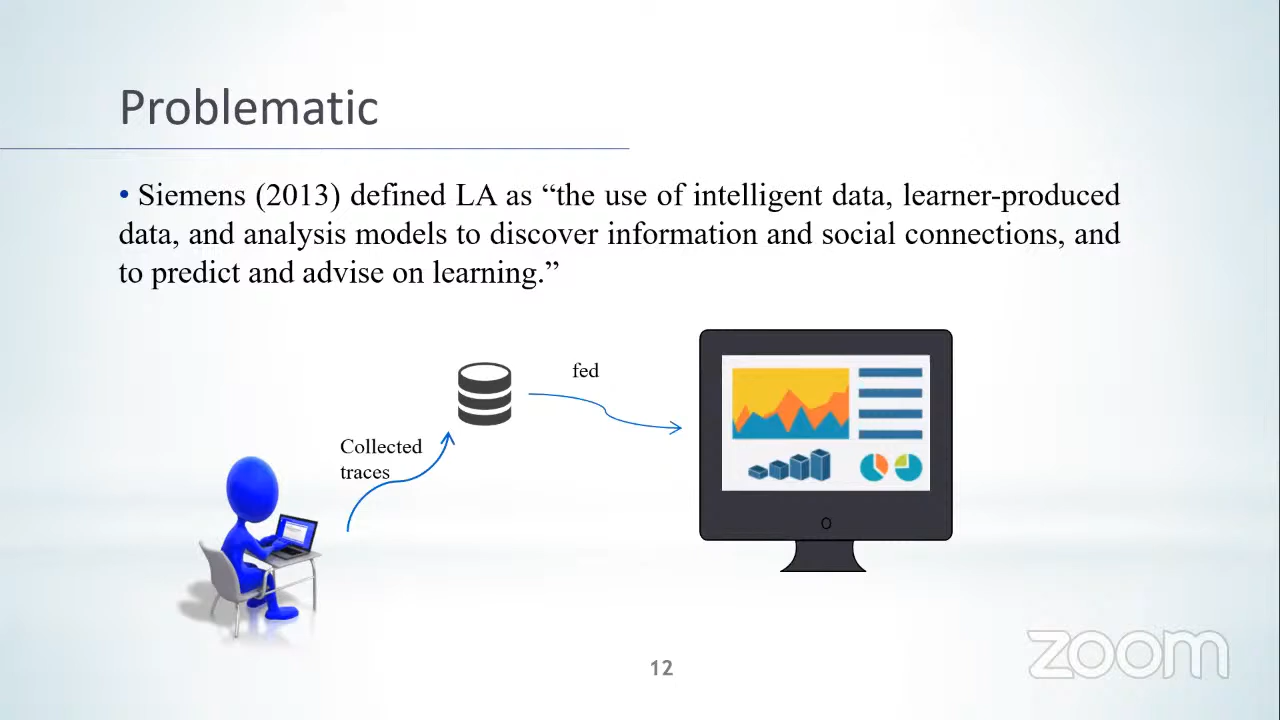 Problematic
• Siemens (2013) defined LA as “the use of intelligent data, learner-produced
data, and analysis models to discover information and social connections, and
to predict and advise on learning.”
fed
Collected
traces
12
zoom